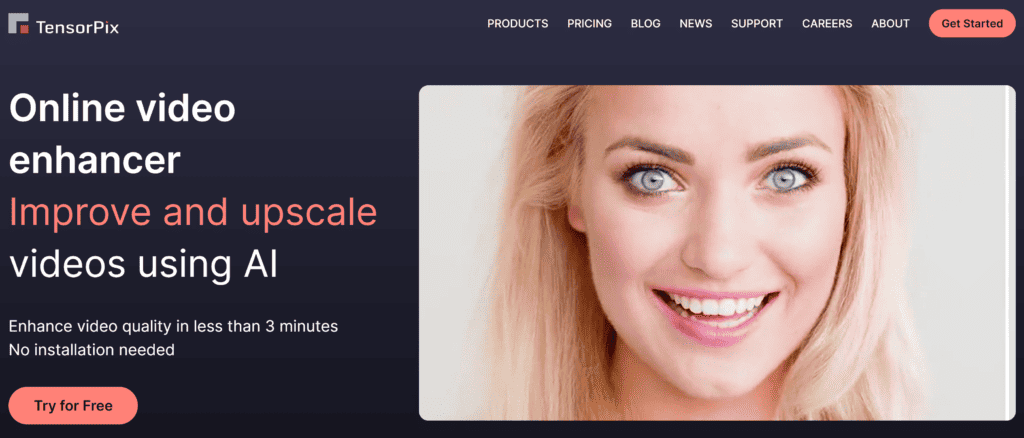 TensorPix
PRODUCTS PRICING BLOG NEWS SUPPORT CAREERS ABOUT Get Started
Online video
enhancer
Improve and upscale
videos using AI
Enhance video quality in less than 3 minutes
No installation needed
Try for Free